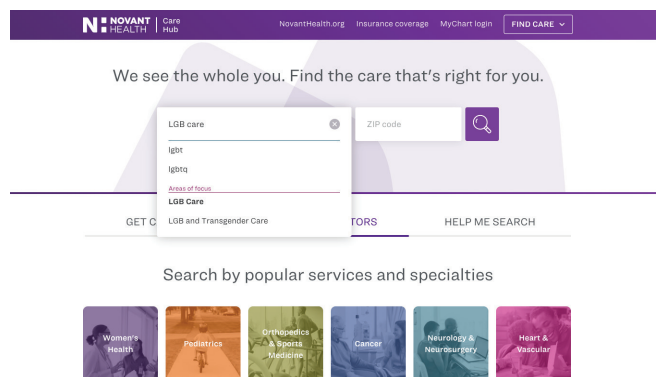 NOVANT HEALTH Care Hub
NovantHealth.org Insurance coverage MyChart login FIND CARE
We see the whole you. Find the care that's right for you.
LGB care
ZIP code
lgbt
lgbtq
Areas of focus
LGB Care
LGB and Transgender Care
GET C TORS HELP ME SEARCH
Search by popular services and specialties
Women's Health
Pediatrics
Orthopedics & Sports Medicine
Cancer
Neurology & Neurosurgery
Heart & Vascular